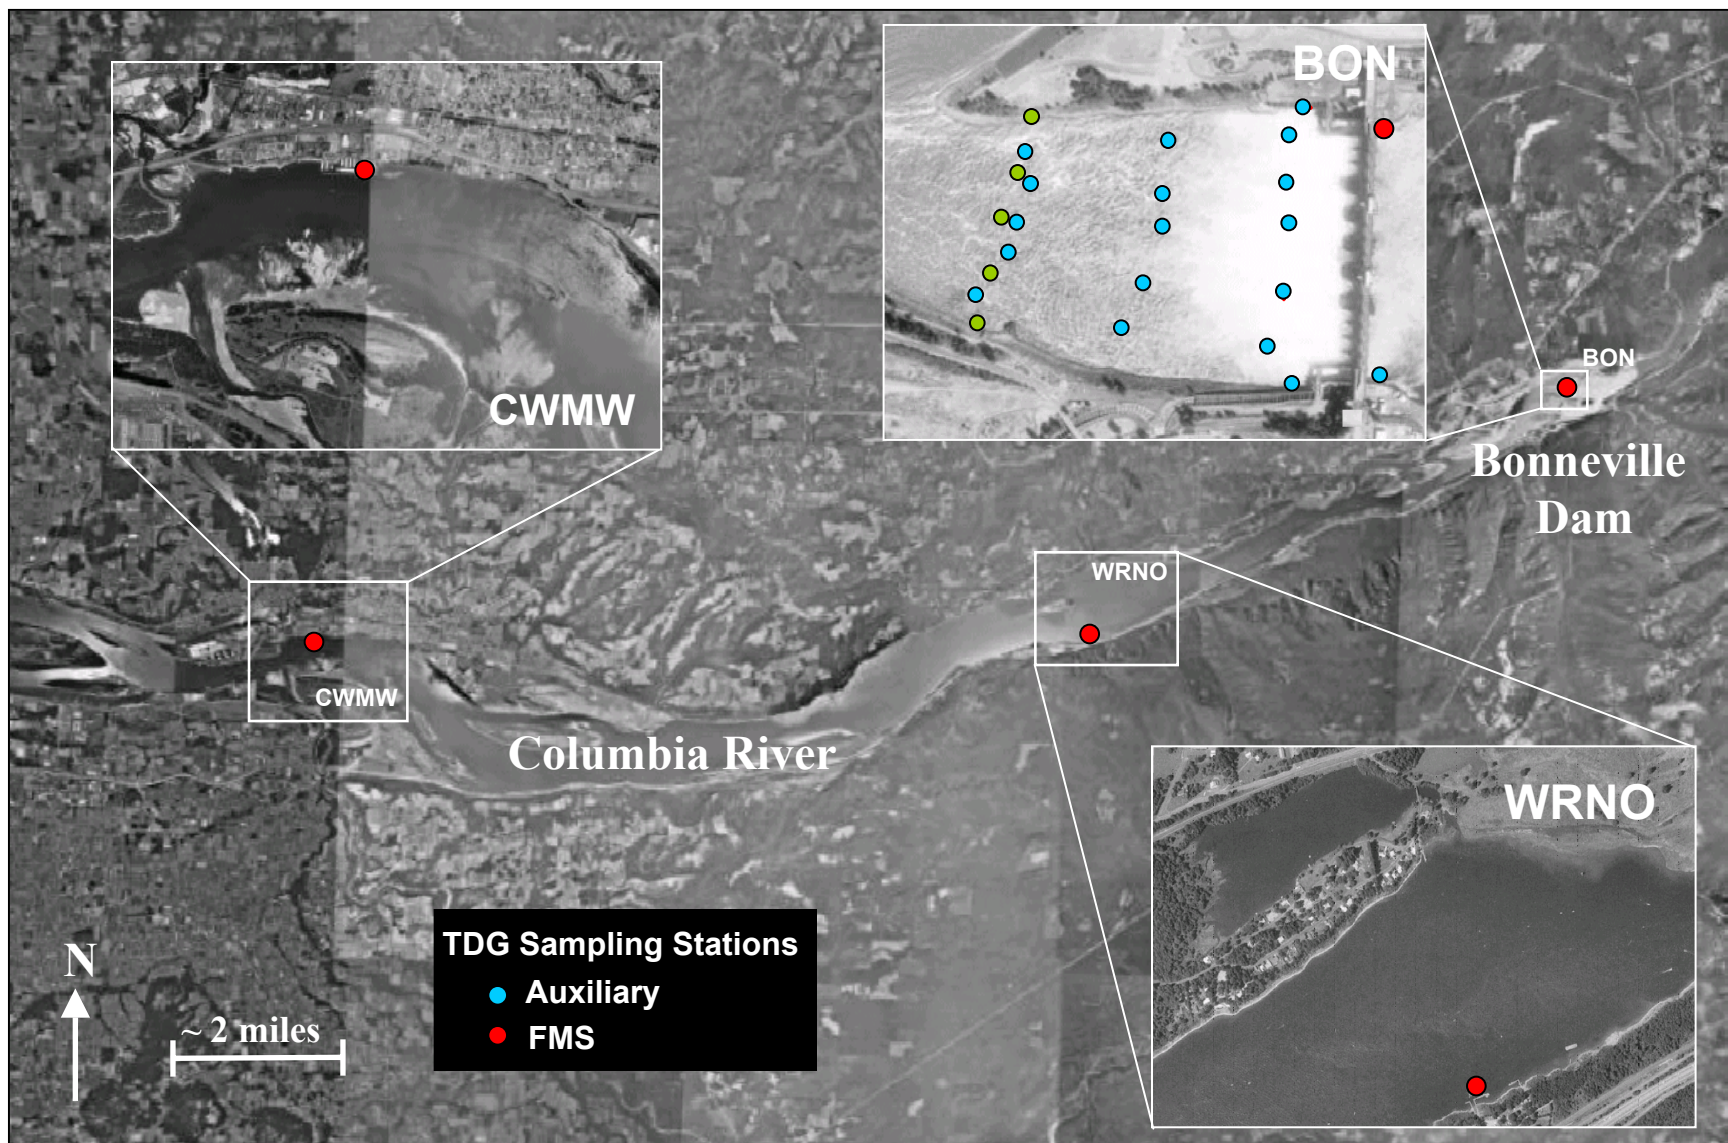 BON
CWMW
BON
Bonneville
Dam
WRNO
CWMW
Columbia River
WRNO
TDG Sampling Stations
Auxiliary
FMS
N
~ 2 miles